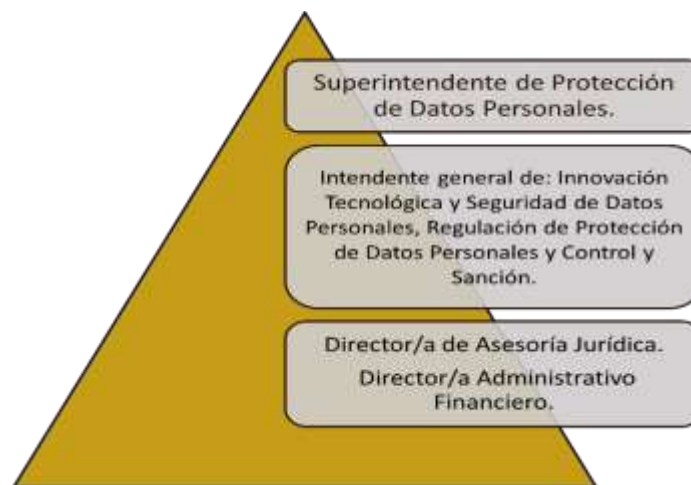 Superintendente de Protección
de Datos Personales.
Intendente general de: Innovación
Tecnológica y Seguridad de Datos
Personales, Regulación de Protección
de Datos Personales y Control y
Sanción.
Director/a de Asesoría Jurídica.
Director/a Administrativo
Financiero.